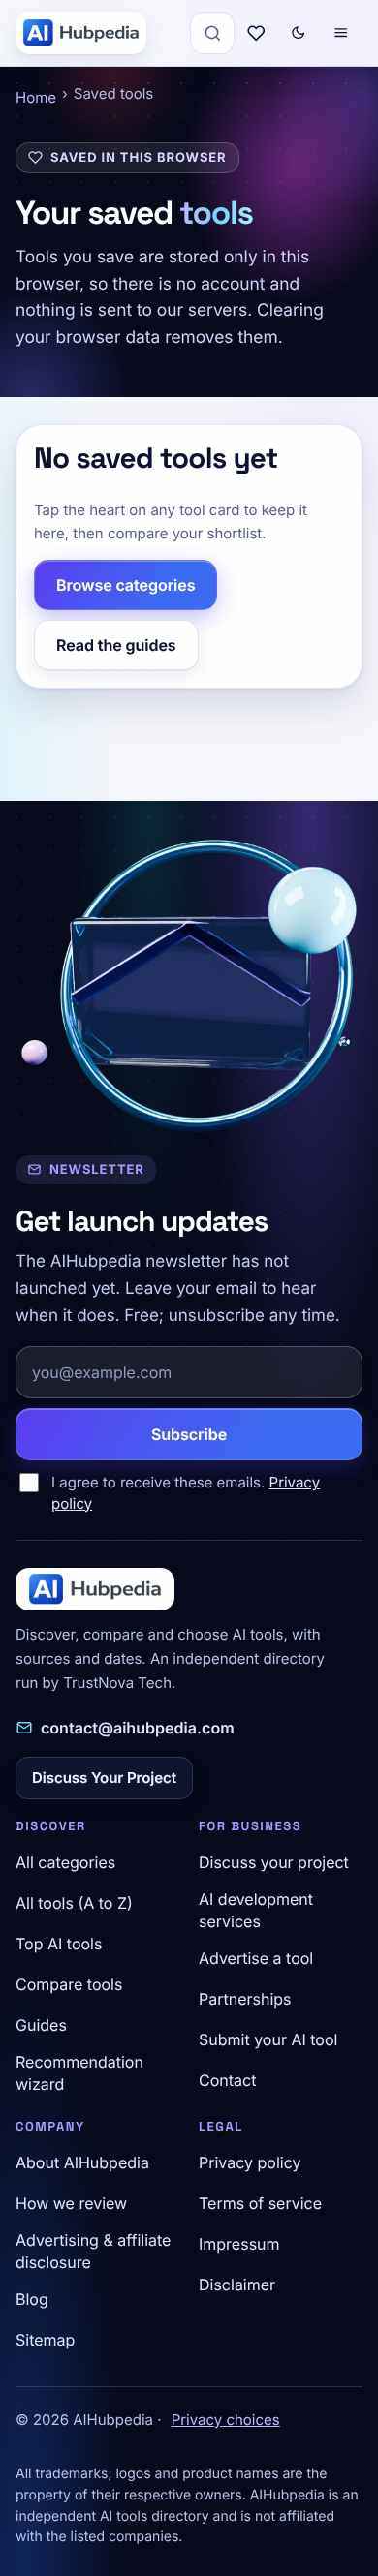 AI Hubpedia
Home › Saved tools
SAVED IN THIS BROWSER
Your saved tools
Tools you save are stored only in this
browser, so there is no account and
nothing is sent to our servers. Clearing
your browser data removes them.
No saved tools yet
Tap the heart on any tool card to keep it
here, then compare your shortlist.
Browse categories
Read the guides
NEWSLETTER
Get launch updates
The AIHubpedia newsletter has not
launched yet. Leave your email to hear
when it does. Free; unsubscribe any time.
you@example.com
Subscribe
I agree to receive these emails. Privacy
policy
AI Hubpedia
Discover, compare and choose AI tools, with
sources and dates. An independent directory
run by TrustNova Tech.
contact@aihubpedia.com
Discuss Your Project
DISCOVER
All categories
All tools (A to Z)
Top AI tools
Compare tools
Guides
Recommendation
wizard
FOR BUSINESS
Discuss your project
AI development
services
Advertise a tool
Partnerships
Submit your AI tool
Contact
COMPANY
About AIHubpedia
How we review
Advertising & affiliate
disclosure
Blog
Sitemap
LEGAL
Privacy policy
Terms of service
Impressum
Disclaimer
© 2026 AIHubpedia · Privacy choices
All trademarks, logos and product names are the
property of their respective owners. AIHubpedia is an
independent AI tools directory and is not affiliated
with the listed companies.